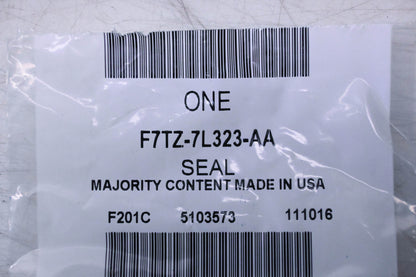 ONE
F7TZ-7L323-AA
SEAL
MAJORITY CONTENT MADE IN USA
F201C 5103573 111016